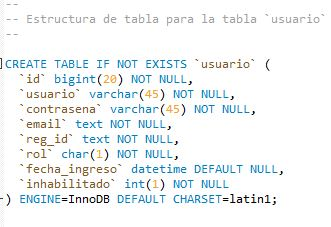 --
-- Estructura de tabla para la tabla `usuario`
--
CREATE TABLE IF NOT EXISTS `usuario` (
`id` bigint(20) NOT NULL,
`usuario` varchar(45) NOT NULL,
`contrasena` varchar(45) NOT NULL,
`email` text NOT NULL,
`reg_id` text NOT NULL,
`rol` char(1) NOT NULL,
`fecha_ingreso` datetime DEFAULT NULL,
`inhabilitado` int(1) NOT NULL
) ENGINE=InnoDB DEFAULT CHARSET=latin1;